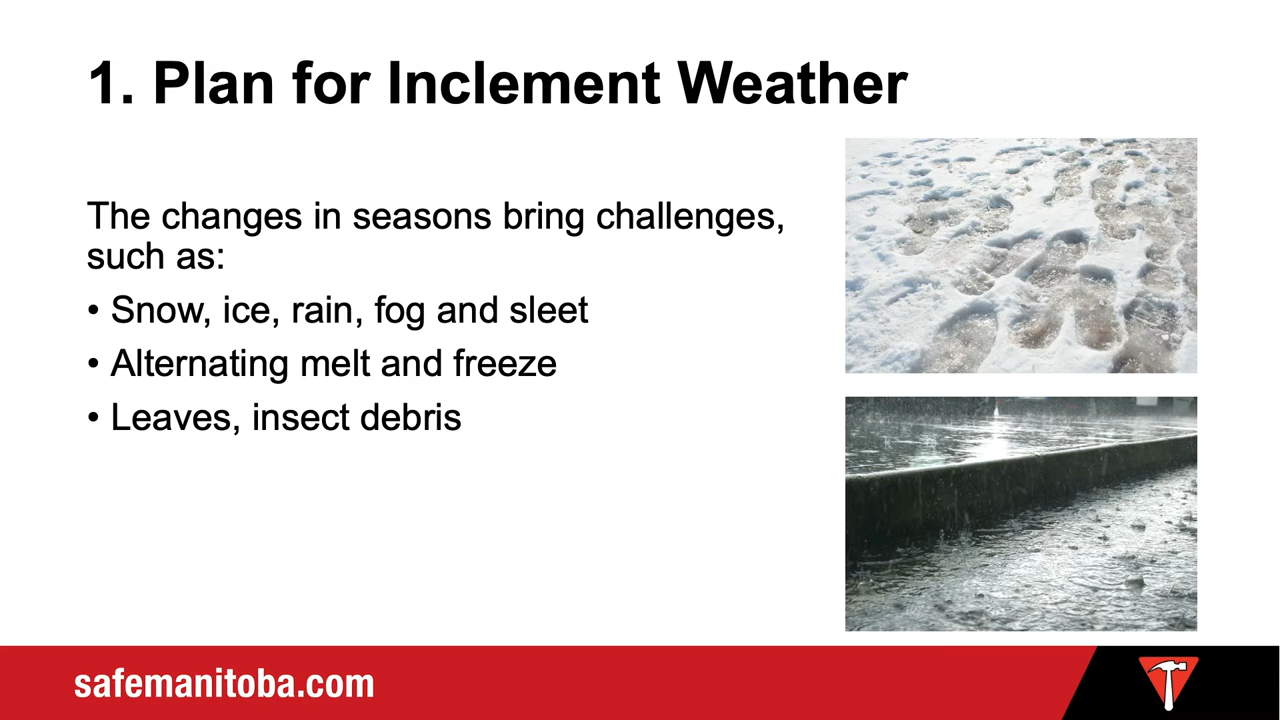 1. Plan for Inclement Weather
The changes in seasons bring challenges,
such as:
• Snow, ice, rain, fog and sleet
• Alternating melt and freeze
• Leaves, insect debris
safemanitoba.com